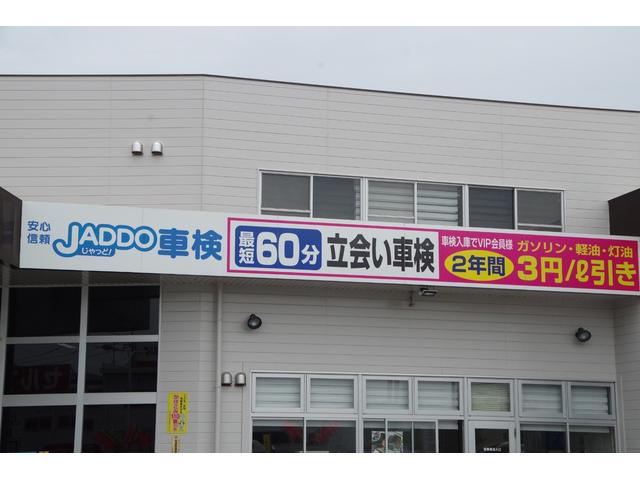 安心
信頼
JADDO車検
じゃっど!
最短60分
立会い車検
車検入庫でVIP会員様
2年間
ガソリン・軽油・灯油
3円/ℓ引き